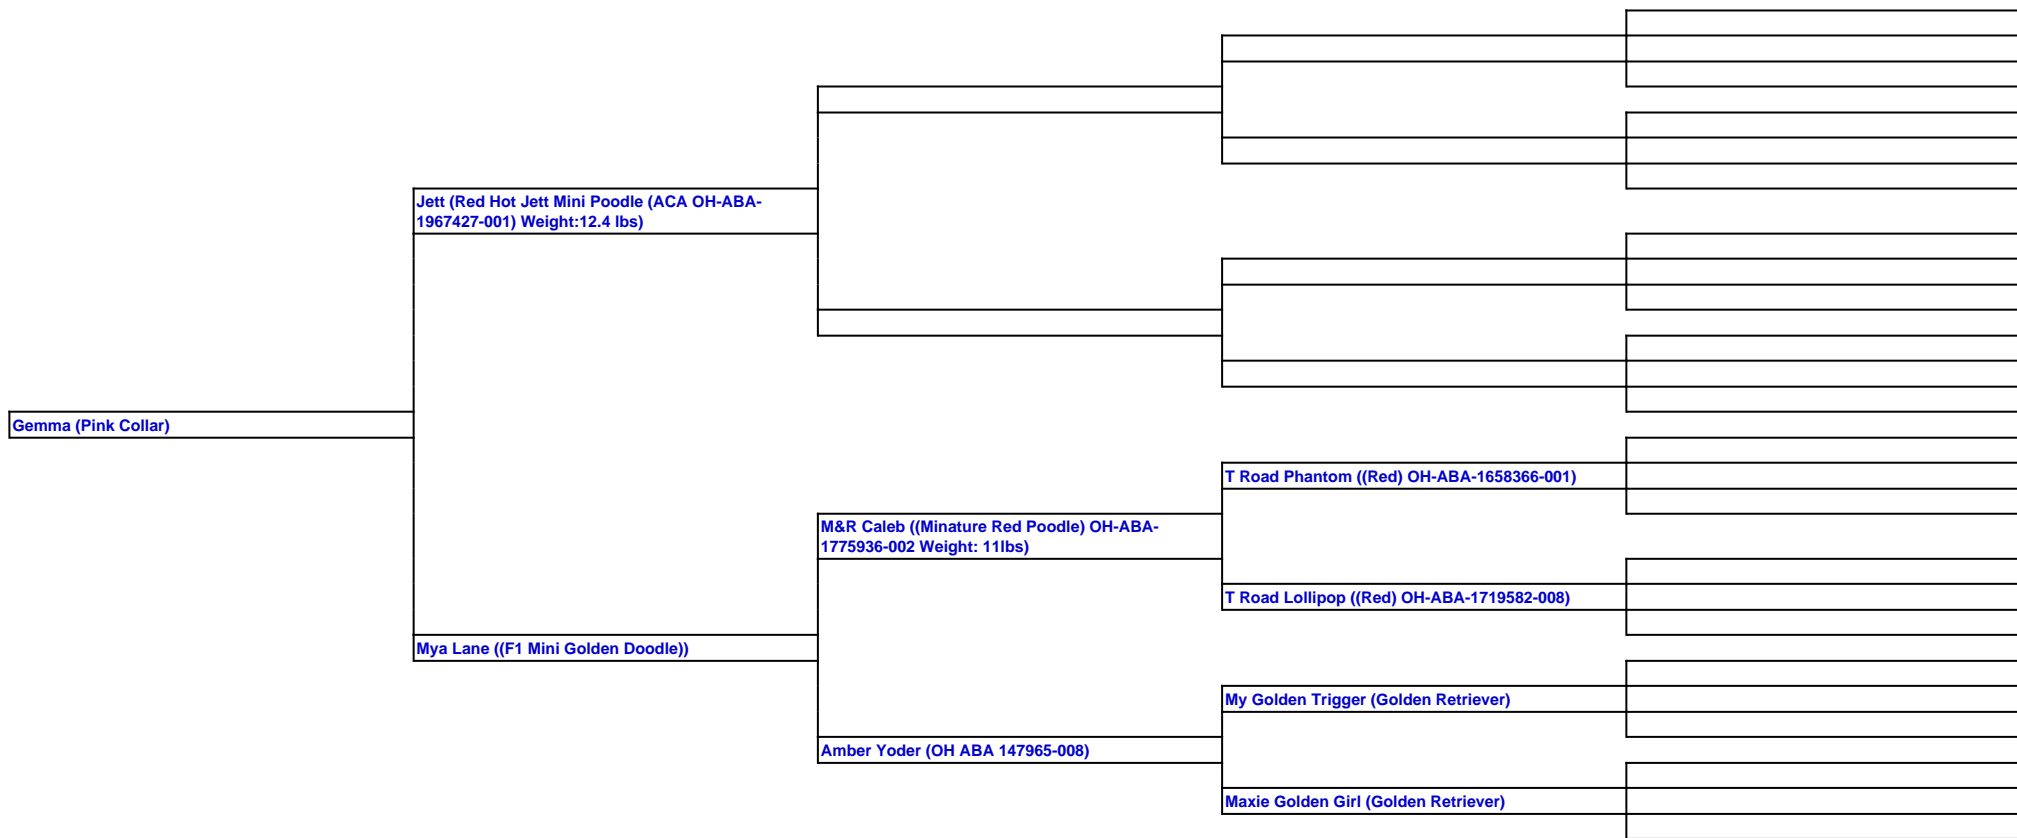 Jett (Red Hot Jett Mini Poodle (ACA OH-ABA-
1967427-001) Weight:12.4 lbs)
Gemma (Pink Collar)
T Road Phantom ((Red) OH-ABA-1658366-001)
M&R Caleb ((Minature Red Poodle) OH-ABA-
1775936-002 Weight: 11lbs)
T Road Lollipop ((Red) OH-ABA-1719582-008)
Mya Lane ((F1 Mini Golden Doodle))
My Golden Trigger (Golden Retriever)
Amber Yoder (OH ABA 147965-008)
Maxie Golden Girl (Golden Retriever)